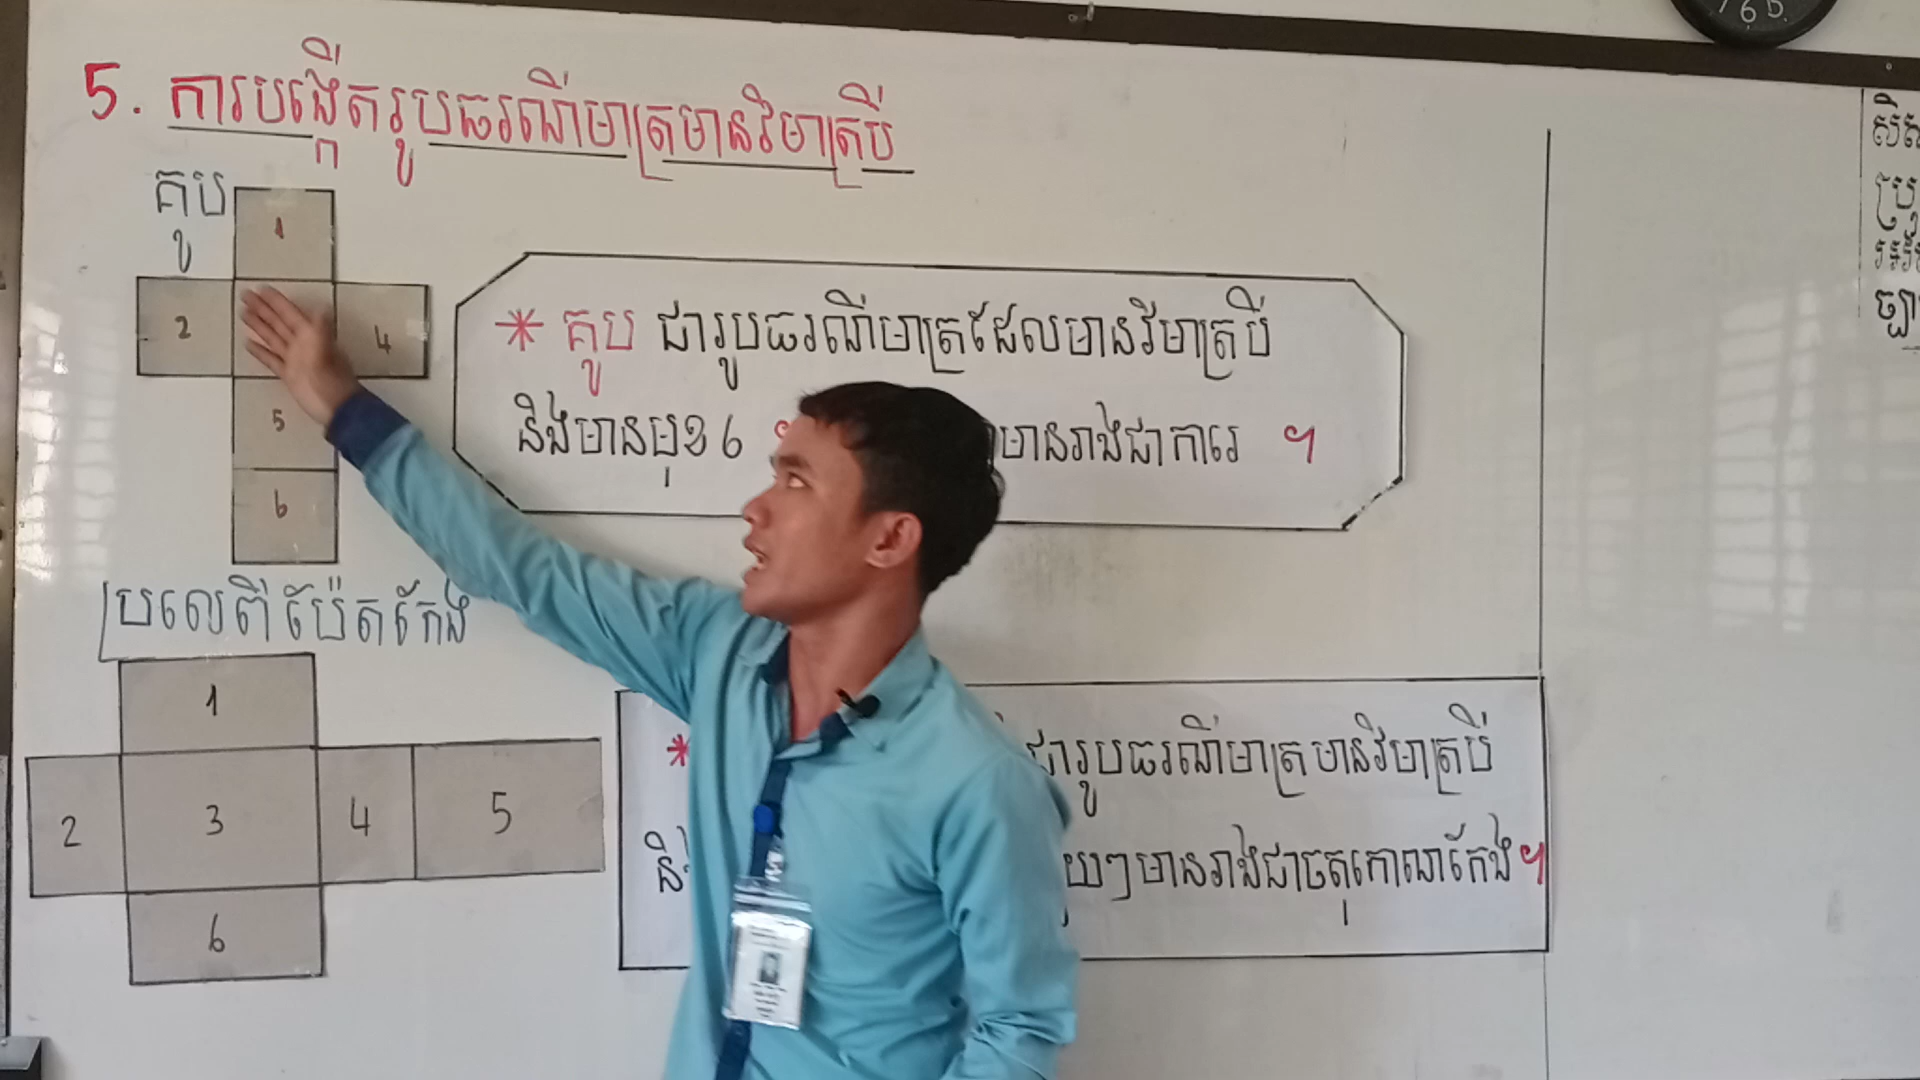 5. ការបង្កើតរូបធរណីមាត្រមានវិមាត្របី
គូប
1
2
4
5
6
* គូប ជារូបធរណីមាត្រដែលមានវិមាត្របី
និងមានមុខ 6 មានរាងជាការេ ។
ប្រលេពីប៉ែតកែង
1
2 3 4 5
6
* ជារូបធរណីមាត្រមានវិមាត្របី
មានរាងជាចតុកោណកែង។